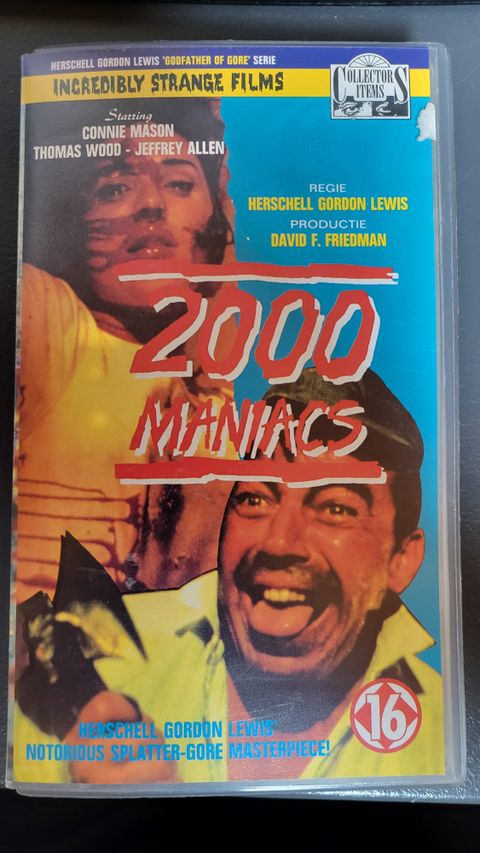 HERSCHELL GORDON LEWIS 'GODFATHER OF GORE' SERIE
INCREDIBLY STRANGE FILMS
COLLECTORS
ITEMS
Starring
CONNIE MASON
THOMAS WOOD - JEFFREY ALLEN
REGIE
HERSCHELL GORDON LEWIS
PRODUCTIE
DAVID F. FRIEDMAN
2000
MANIACS
16
HERSCHELL GORDON LEWIS'
NOTORIOUS SPLATTER-GORE MASTERPIECE!